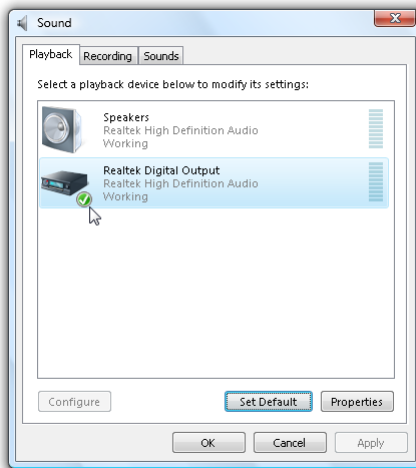 Sound
Playback Recording Sounds
Select a playback device below to modify its settings:
Speakers
Realtek High Definition Audio
Working
Realtek Digital Output
Realtek High Definition Audio
Working
Configure Set Default Properties
OK Cancel Apply